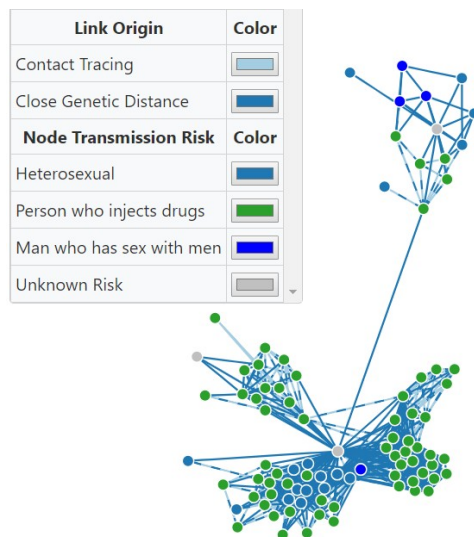 Link Origin Color
Contact Tracing
Close Genetic Distance
Node Transmission Risk Color
Heterosexual
Person who injects drugs
Man who has sex with men
Unknown Risk